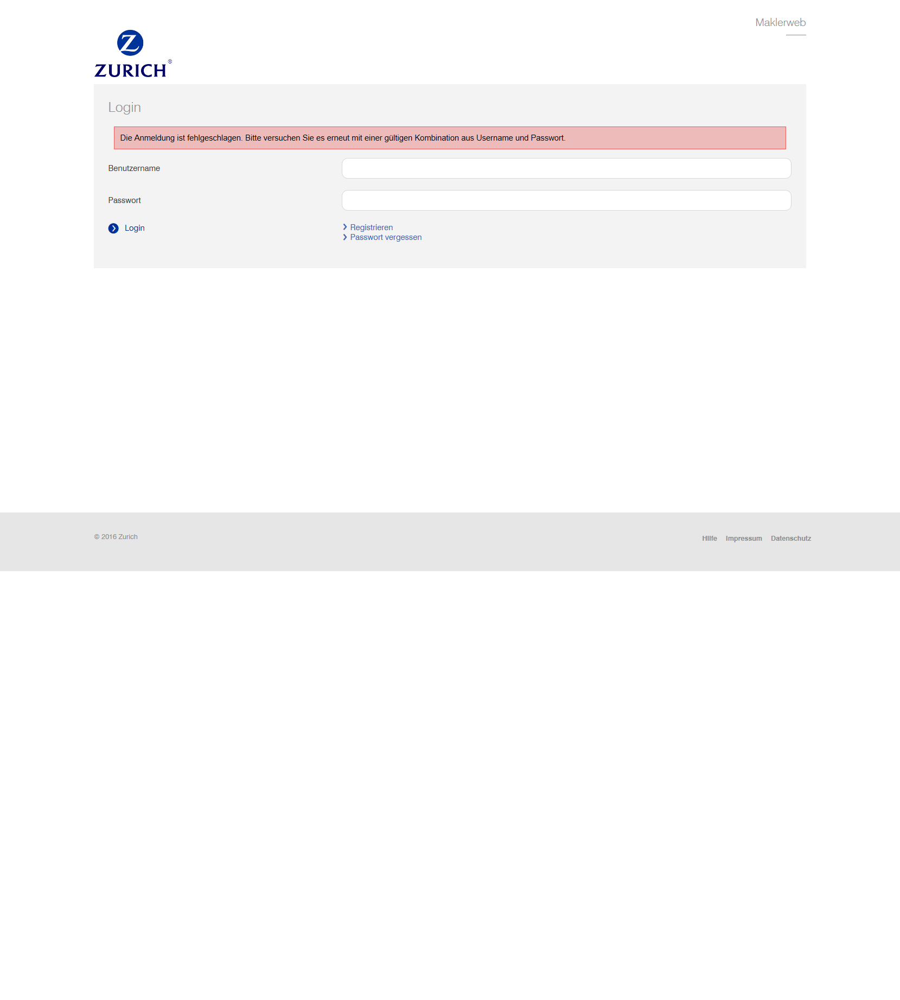 Maklerweb
Z
ZURICH®
Login
Die Anmeldung ist fehlgeschlagen. Bitte versuchen Sie es erneut mit einer gültigen Kombination aus Username und Passwort.
Benutzername
Passwort
Login
Registrieren
Passwort vergessen
© 2016 Zurich
Hilfe Impressum Datenschutz